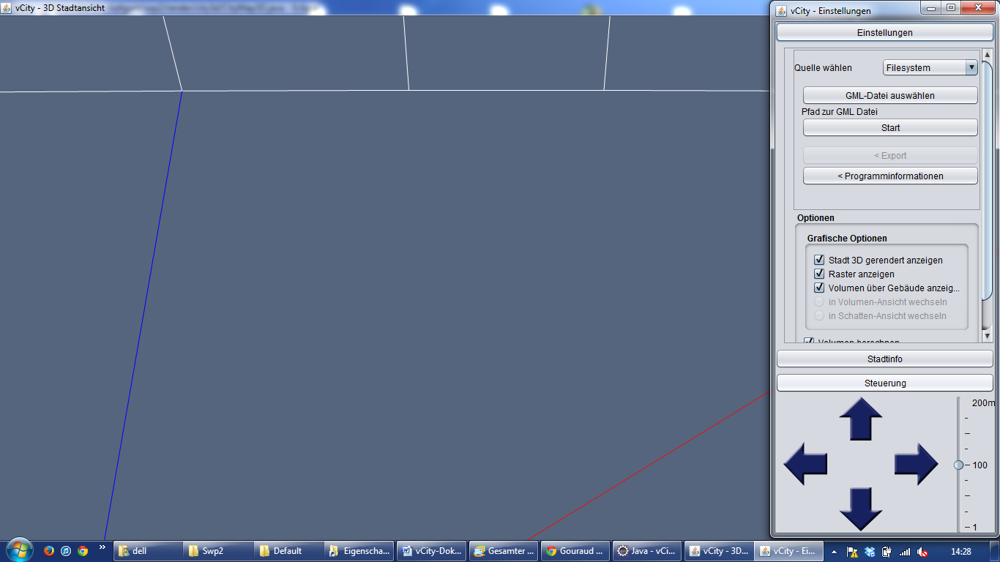 vCity - 3D Stadtansicht
vCity - Einstellungen
Einstellungen
Quelle wählen
Filesystem
GML-Datei auswählen
Pfad zur GML Datei
Start
< Export
< Programminformationen
Optionen
Grafische Optionen
Stadt 3D gerendert anzeigen
Raster anzeigen
Volumen über Gebäude anzeig...
in Volumen-Ansicht wechseln
in Schatten-Ansicht wechseln
Volumen berechnen
Stadtinfo
Steuerung
200m
100
1
»
dell
Swp2
Default
Eigenscha...
vCity-Dok...
Gesamter ...
Gouraud ...
Java - vCi...
vCity - 3D...
vCity - Ei...
14:28